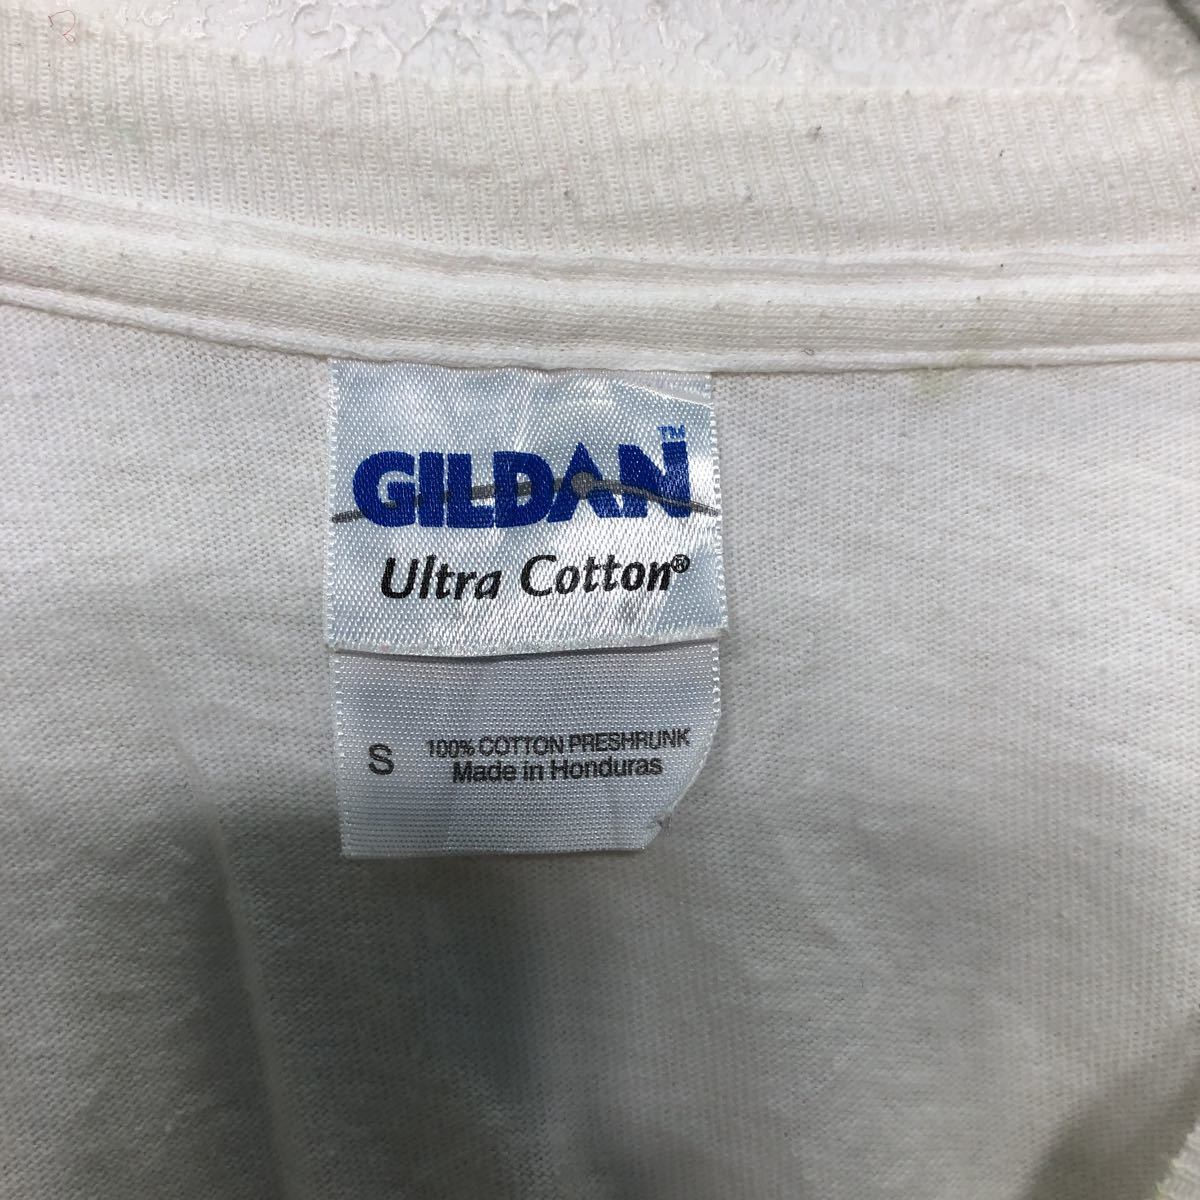 GILDAN™
Ultra Cotton®
S 100% COTTON PRESHRUNK
Made in Honduras